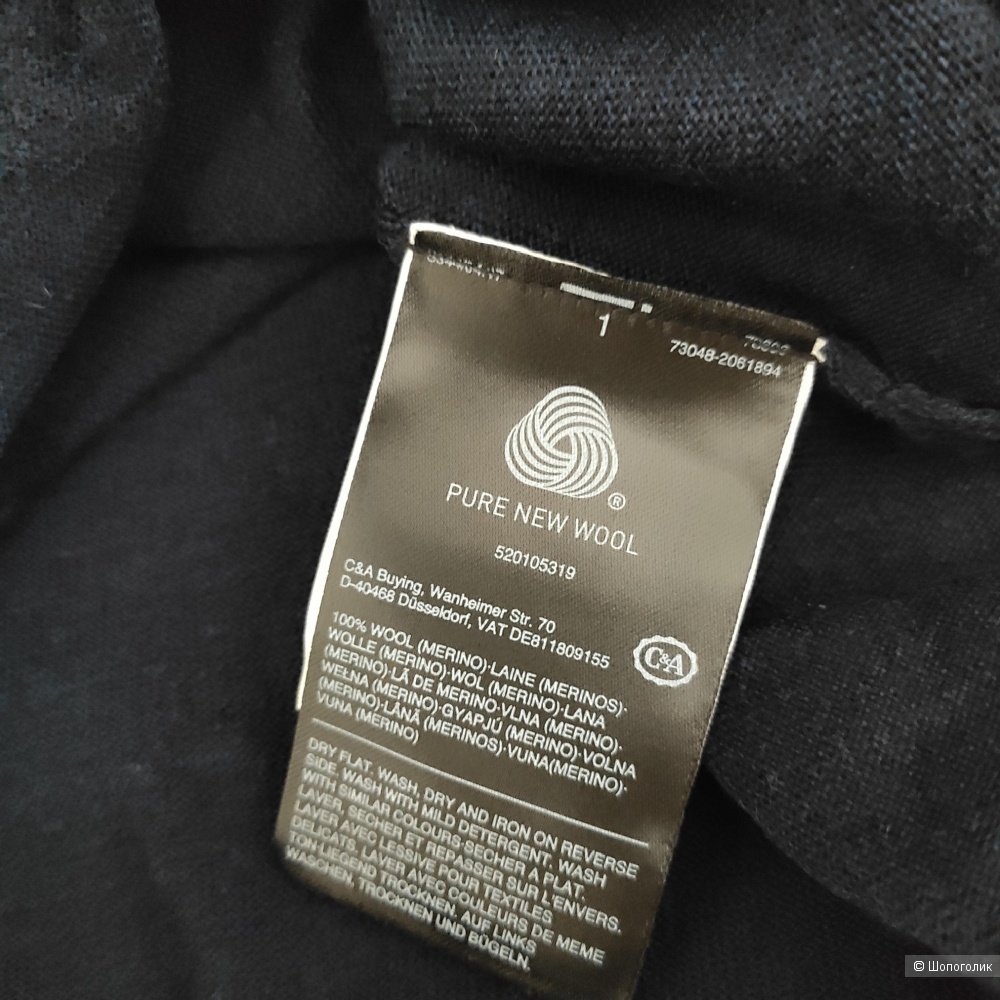 1
73048-2061894
®
PURE NEW WOOL
520105319
C&A Buying, Wanheimer Str. 70
D-40468 Düsseldorf, VAT DE811809155
C&A
100% WOOL (MERINO)·LAINE (MERINOS)·
WOLLE (MERINO)·WOL (MERINO)·LANA
(MERINO)·LÃ DE MERINO·VLNA (MERINO)·
WEŁNA (MERINO)·GYAPJÚ (MERINO)·VOLNA
(MERINO)·LÂNĂ (MERINOS)·VUNA(MERINO)·
VUNA (MERINO)
DRY FLAT. WASH, DRY AND IRON ON REVERSE
SIDE. WASH WITH MILD DETERGENT. WASH
WITH SIMILAR COLOURS·SECHER A PLAT.
LAVER, SECHER ET REPASSER SUR L'ENVERS.
LAVER AVEC LESSIVE POUR TEXTILES
DELICATS. LAVER AVEC COULEURS DE MEME
TON·LIEGEND TROCKNEN. AUF LINKS
WASCHEN, TROCKNEN UND BÜGELN.
© Шопоголик